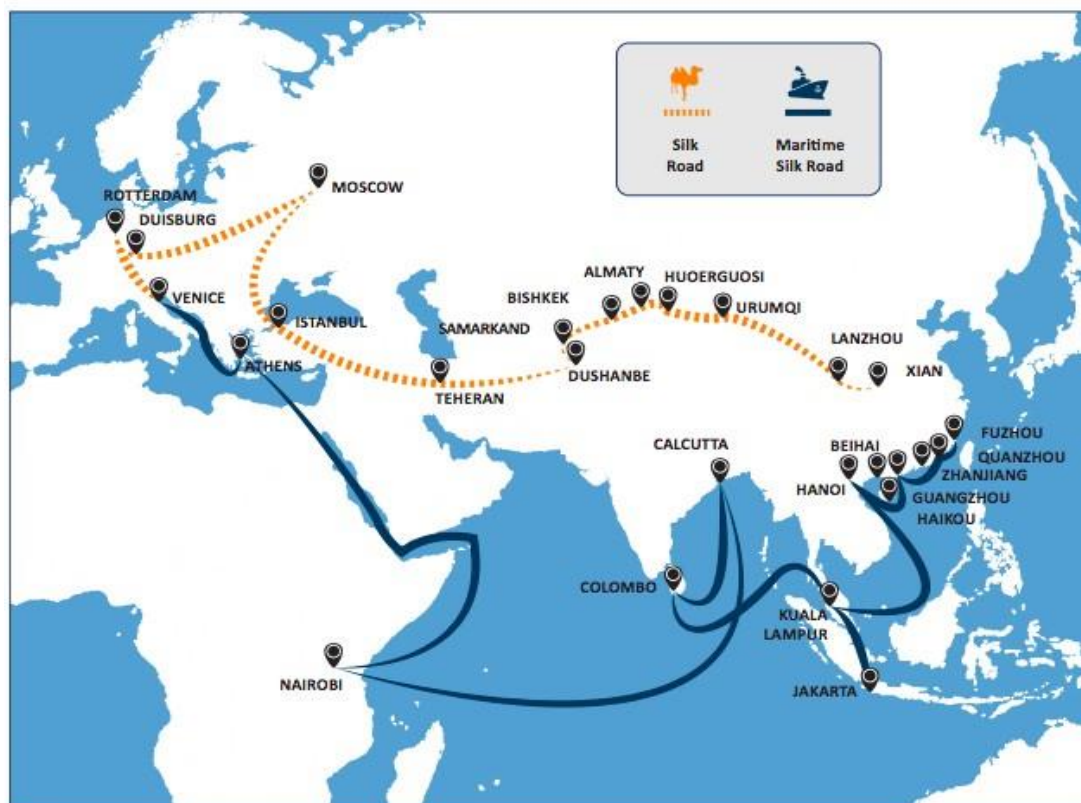 Silk
Road
Maritime
Silk Road
MOSCOW
ROTTERDAM
DUISBURG
VENICE
ISTANBUL
ATHENS
TEHERAN
SAMARKAND
DUSHANBE
BISHKEK
ALMATY
HUOERGUOSI
URUMQI
LANZHOU
XIAN
CALCUTTA
BEIHAI
HANOI
FUZHOU
QUANZHOU
ZHANJIANG
GUANGZHOU
HAIKOU
COLOMBO
KUALA
LAMPUR
NAIROBI
JAKARTA